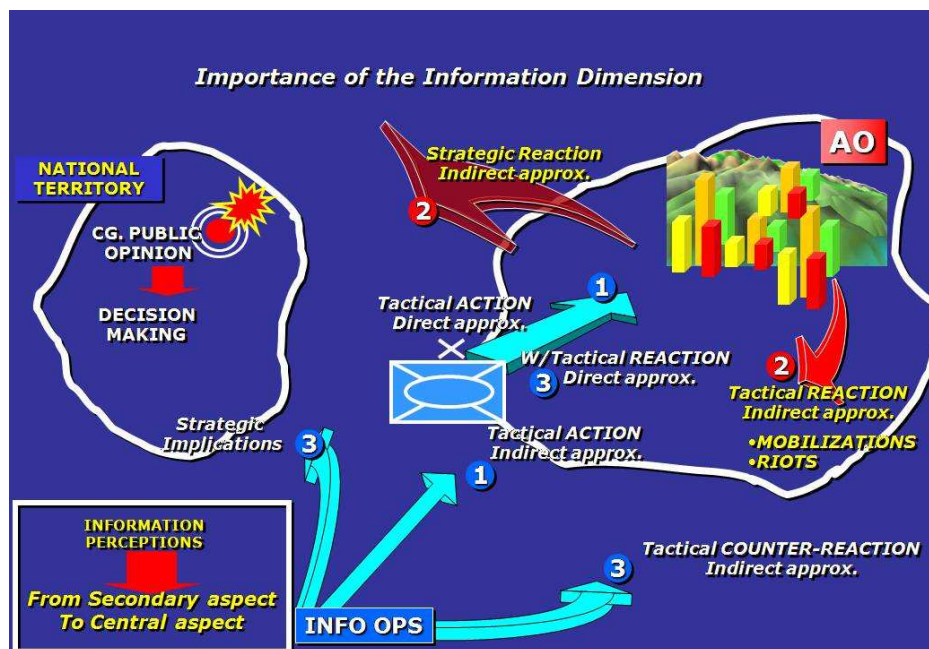 Importance of the Information Dimension
AO
NATIONAL
TERRITORY
Strategic Reaction
Indirect approx.
2
CG. PUBLIC
OPINION
DECISION
MAKING
1
Tactical ACTION
Direct approx.
W/Tactical REACTION
3 Direct approx.
2
Tactical REACTION
Indirect approx.
•MOBILIZATIONS
•RIOTS
Strategic
Implications 3
Tactical ACTION
Indirect approx.
1
INFORMATION
PERCEPTIONS
From Secondary aspect
To Central aspect
Tactical COUNTER-REACTION
3 Indirect approx.
INFO OPS